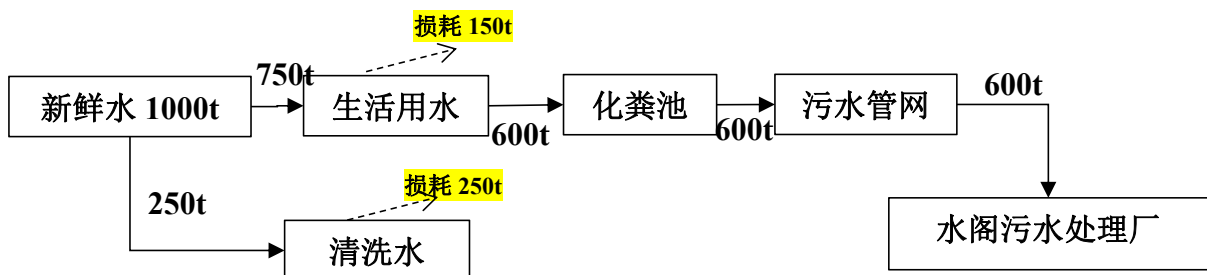 损耗 150t
750t
新鲜水 1000t
生活用水
化粪池
污水管网
600t
600t
600t
损耗 250t
250t
清洗水
水阁污水处理厂